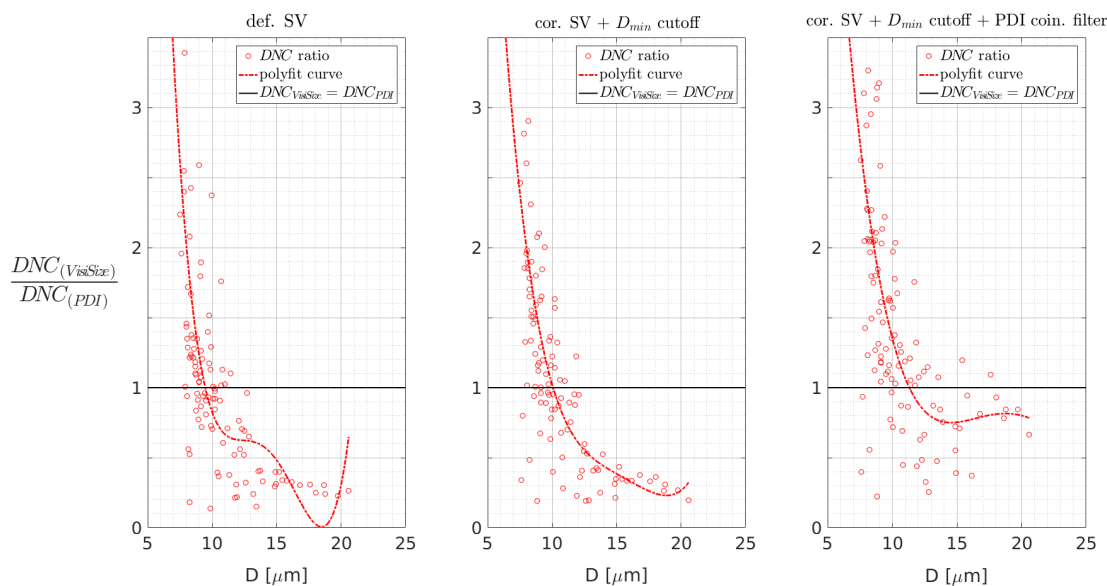 def. SV
cor. SV + D_min cutoff
cor. SV + D_min cutoff + PDI coin. filter
DNC ratio
polyfit curve
DNC_VisiSize = DNC_PDI
DNC ratio
polyfit curve
DNC_VisiSize = DNC_PDI
DNC ratio
polyfit curve
DNC_VisiSize = DNC_PDI
DNC_(VisiSize)
DNC_(PDI)
3
2
1
0
3
2
1
0
3
2
1
0
5 10 15 20 25
5 10 15 20 25
5 10 15 20 25
D [μm]
D [μm]
D [μm]